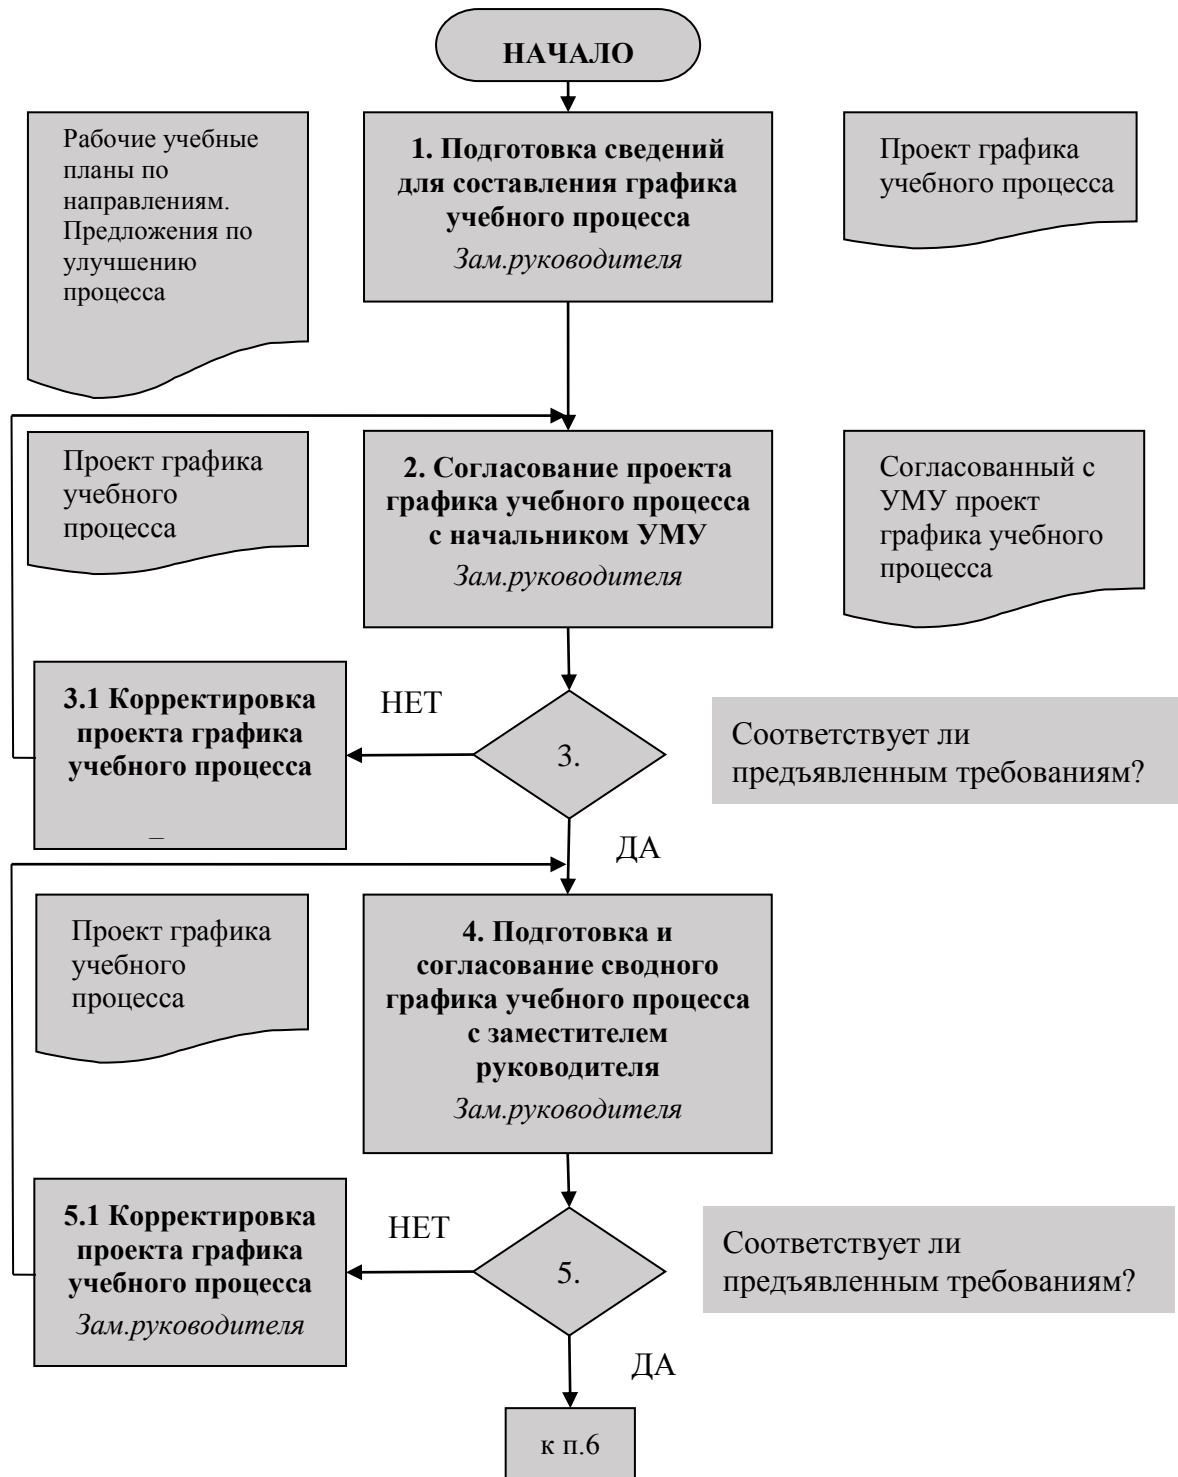 НАЧАЛО
Рабочие учебные
планы по
направлениям.
Предложения по
улучшению
процесса
1. Подготовка сведений
для составления графика
учебного процесса
Зам.руководителя
Проект графика
учебного процесса
Проект графика
учебного
процесса
2. Согласование проекта
графика учебного процесса
с начальником УМУ
Зам.руководителя
Согласованный с
УМУ проект
графика учебного
процесса
3.1 Корректировка
проекта графика
учебного процесса
НЕТ
3.
Соответствует ли
предъявленным требованиям?
ДА
Проект графика
учебного
процесса
4. Подготовка и
согласование сводного
графика учебного процесса
с заместителем
руководителя
Зам.руководителя
5.1 Корректировка
проекта графика
учебного процесса
Зам.руководителя
НЕТ
5.
Соответствует ли
предъявленным требованиям?
ДА
к п.6